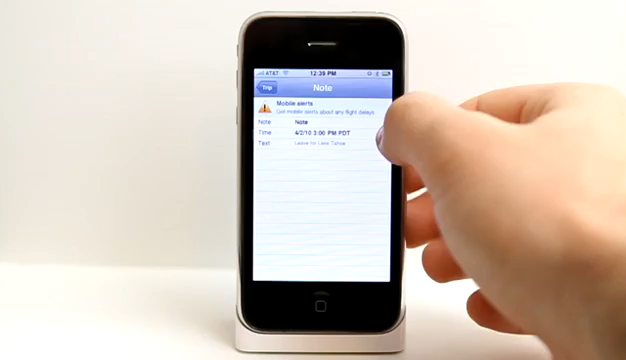 AT&T 12:39 PM
Trip Note
Mobile alerts
Get mobile alerts about any flight delays
Note Note
Time 4/2/10 3:00 PM PDT
Text Leave for Lake Tahoe